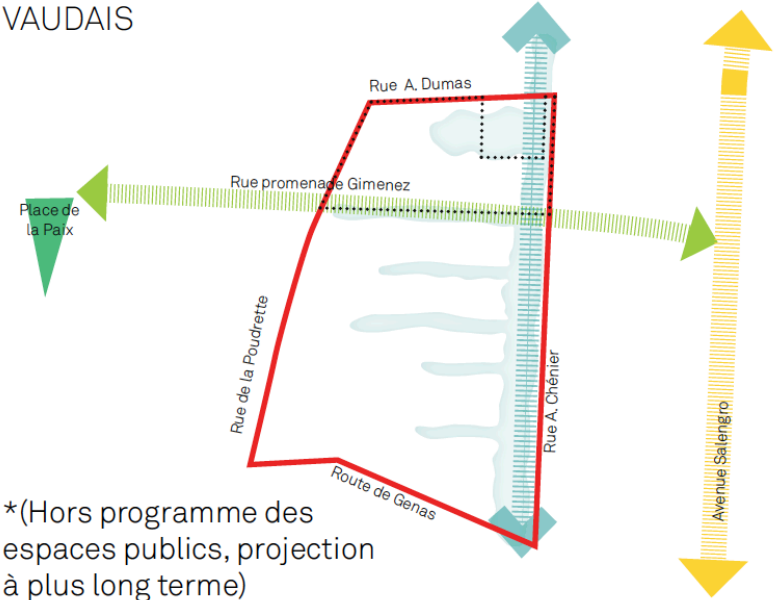 VAUDAIS
Rue A. Dumas
Rue promenade Gimenez
Place de
la Paix
Rue de la Poudrette
Rue A. Chénier
Avenue Salengro
Route de Genas
*(Hors programme des
espaces publics, projection
à plus long terme)